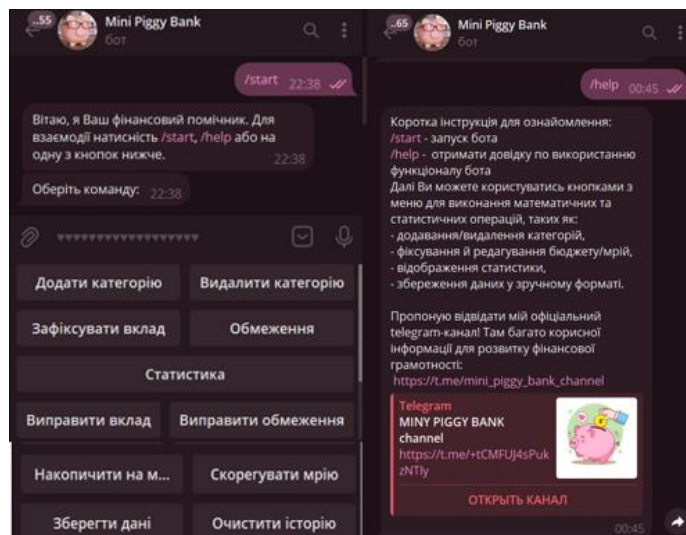 ..55
Mini Piggy Bank
бот
/start 22:38
Вітаю, я Ваш фінансовий помічник. Для
взаємодії натисність /start, /help або на
одну з кнопок нижче.
22:38
Оберіть команду: 22:38
Додати категорію
Видалити категорію
Зафіксувати вклад
Обмеження
Статистика
Виправити вклад
Виправити обмеження
Накопичити на м...
Скорегувати мрію
Зберегти дані
Очистити історію
..65
Mini Piggy Bank
бот
/help 00:45
Коротка інструкція для ознайомлення:
/start - запуск бота
/help - отримати довідку по використанню
функціоналу бота
Далі Ви можете користуватись кнопками з
меню для виконання математичних та
статистичних операцій, таких як:
- додавання/видалення категорій,
- фіксування й редагування бюджету/мрій,
- відображення статистики,
- збереження даних у зручному форматі.
Пропоную відвідати мій офіціальний
telegram-канал! Там багато корисної
інформації для розвитку фінансової
грамотності:
https://t.me/mini_piggy_bank_channel
Telegram
MINY PIGGY BANK
channel
https://t.me/+tCMFUJ4sPuk
zNTIy
ОТКРЫТЬ КАНАЛ
00:45